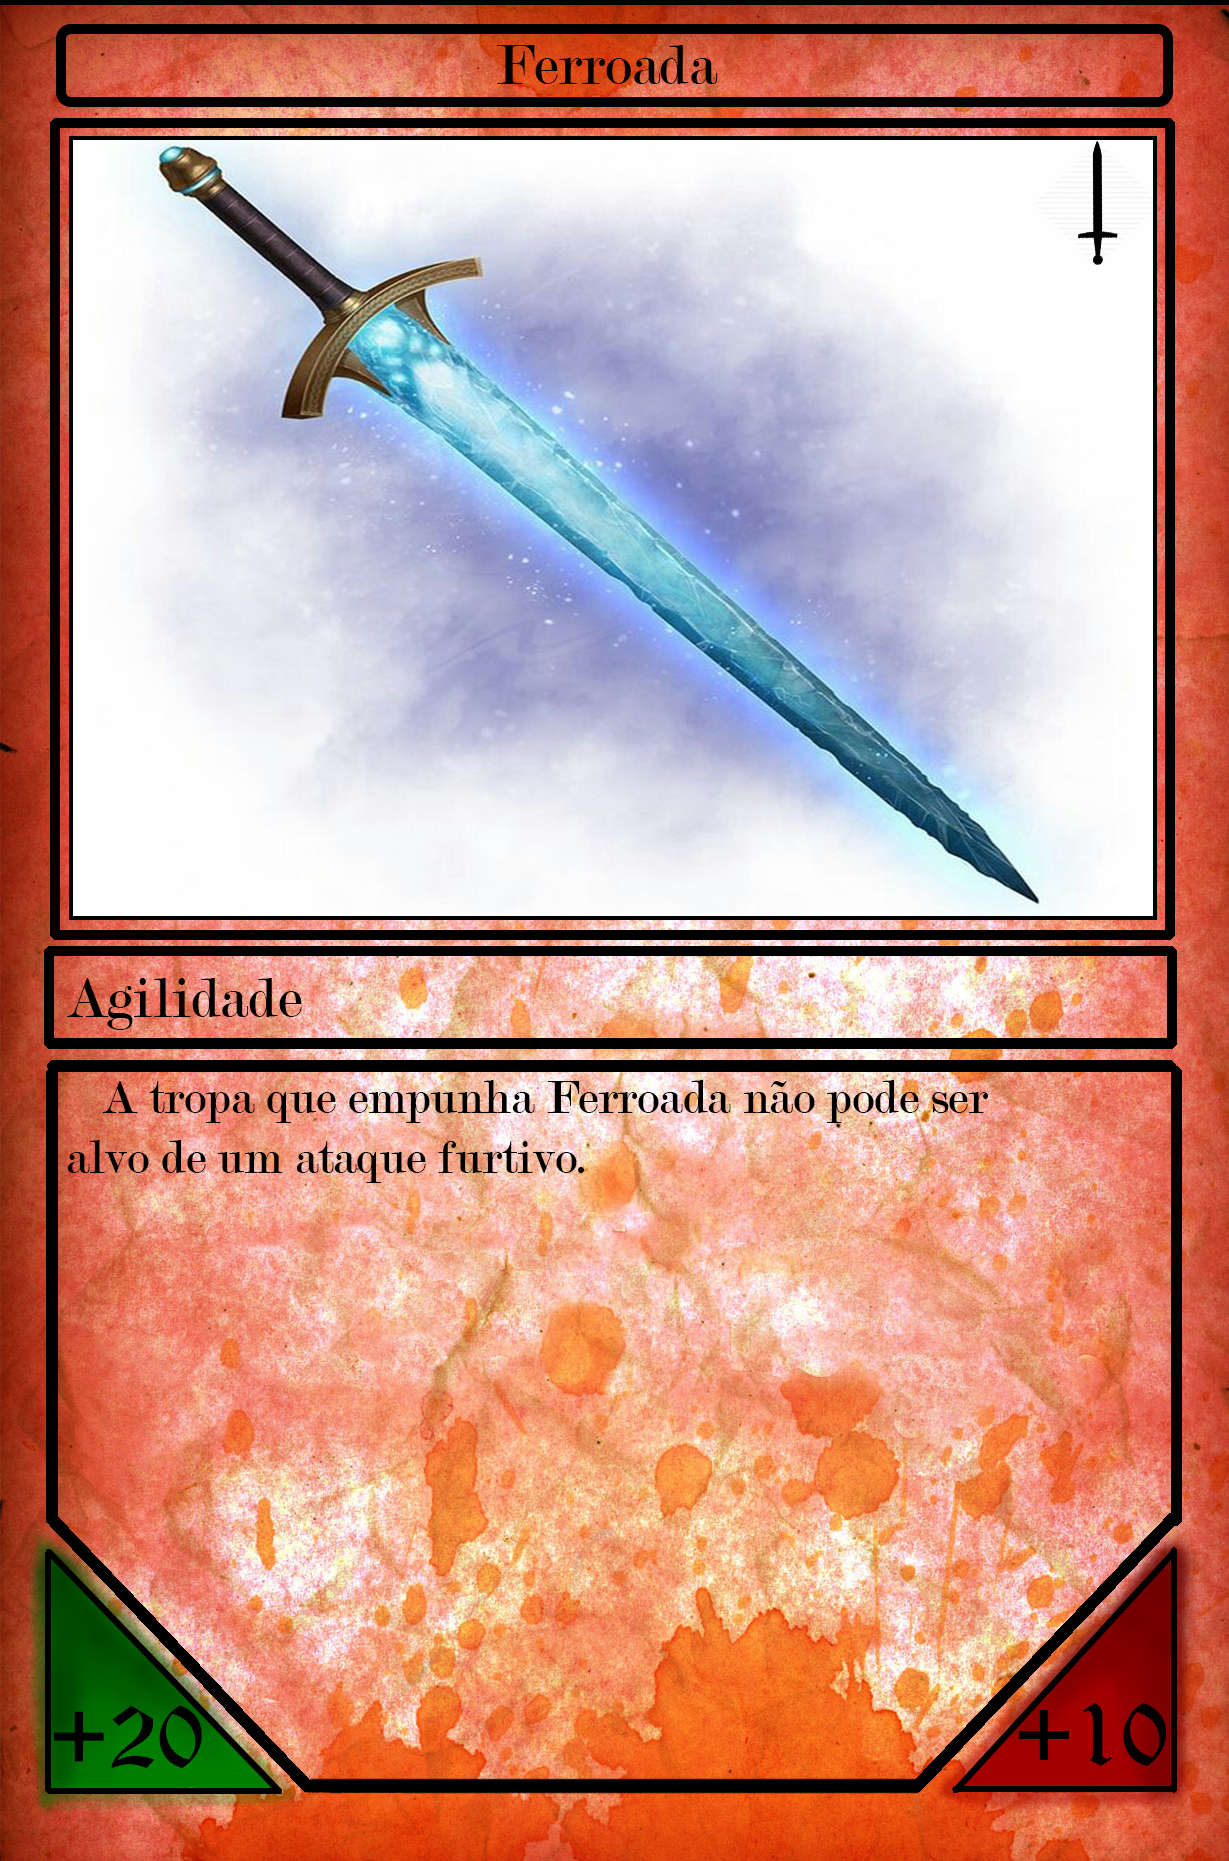 Ferroada
Agilidade
A tropa que empunha Ferroada não pode ser
alvo de um ataque furtivo.
+20
+10